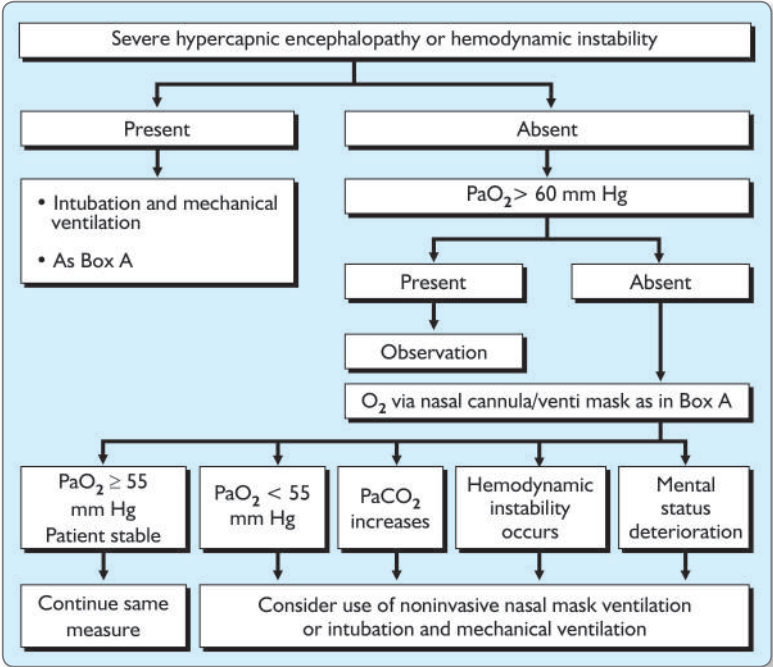 Severe hypercapnic encephalopathy or hemodynamic instability
Present
Absent
• Intubation and mechanical
ventilation
• As Box A
PaO₂> 60 mm Hg
Present
Absent
Observation
O₂ via nasal cannula/venti mask as in Box A
PaO₂ ≥ 55
mm Hg
Patient stable
PaO₂ < 55
mm Hg
PaCO₂
increases
Hemodynamic
instability
occurs
Mental
status
deterioration
Continue same
measure
Consider use of noninvasive nasal mask ventilation
or intubation and mechanical ventilation